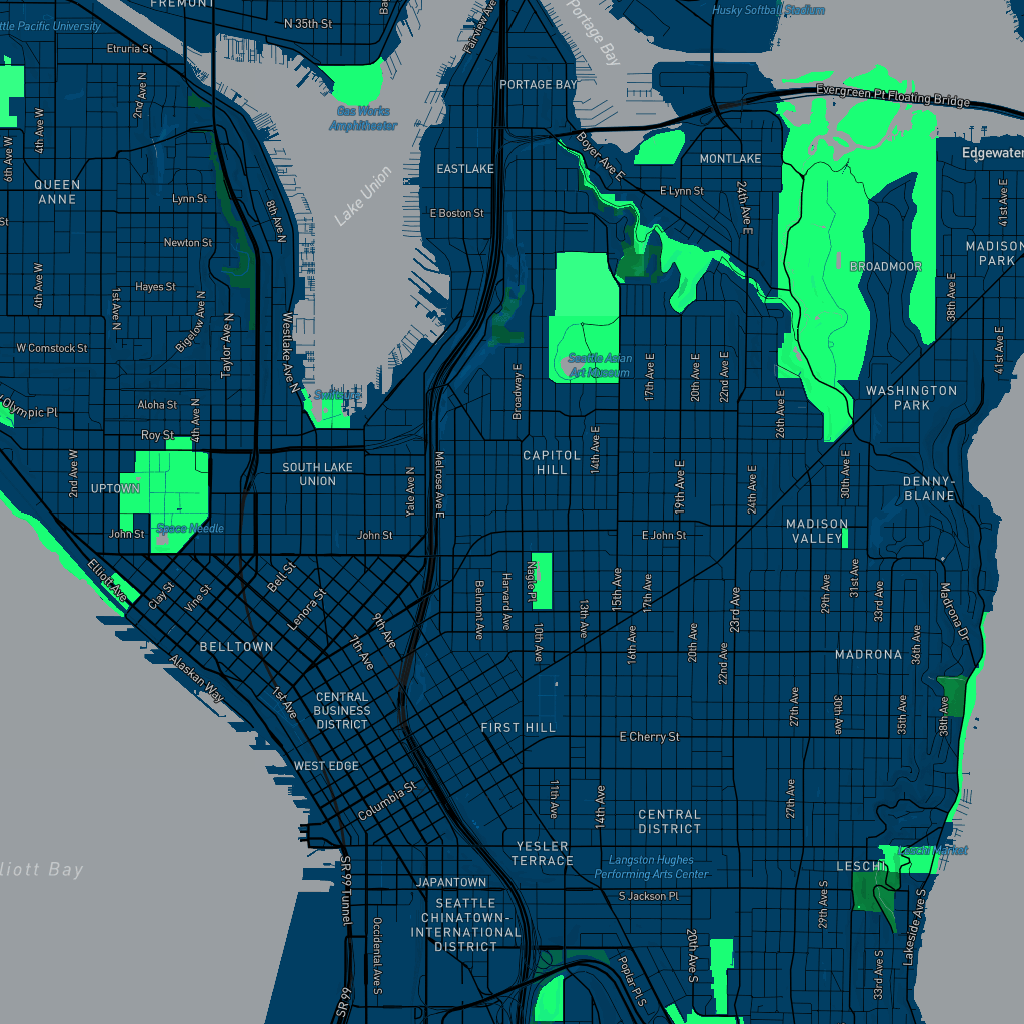 FREMONT
Husky Softball Stadium
N 35th St
Fairview Ave
Portage Bay
Etruria St
2nd Ave N
PORTAGE BAY
Evergreen Pt Floating Bridge
Gas Works
Amphitheater
4th Ave W
6th Ave W
Boyer Ave E
MONTLAKE
Edgewater
EASTLAKE
QUEEN
ANNE
Lake Union
Lynn St
8th Ave N
E Lynn St
24th Ave E
41st Ave E
E Boston St
Newton St
MADISON
PARK
BROADMOOR
4th Ave W
Hayes St
1st Ave N
Bigelow Ave N
38th Ave E
Taylor Ave N
Westlake Ave N
W Comstock St
Seattle Asian
Art Museum
17th Ave E
20th Ave E
22nd Ave E
41st Ave E
Broadway E
WASHINGTON
PARK
Olympic Pl
Aloha St
4th Ave N
26th Ave E
Roy St
14th Ave E
CAPITOL
HILL
SOUTH LAKE
UNION
2nd Ave W
UPTOWN
Yale Ave N
Melrose Ave E
19th Ave E
24th Ave E
30th Ave E
DENNY-
BLAINE
Space Needle
John St
John St
E John St
MADISON
VALLEY
Elliott Ave
Clay St
Vine St
Bell St
Lenora St
9th Ave
7th Ave
Belmont Ave
Harvard Ave
Nagle Pl
10th Ave
13th Ave
15th Ave
17th Ave
16th Ave
20th Ave
23rd Ave
22nd Ave
29th Ave
31st Ave
33rd Ave
36th Ave
Madrona Dr
BELLTOWN
MADRONA
Alaskan Way
1st Ave
CENTRAL
BUSINESS
DISTRICT
FIRST HILL
27th Ave
30th Ave
35th Ave
38th Ave
E Cherry St
WEST EDGE
Columbia St
11th Ave
14th Ave
27th Ave
CENTRAL
DISTRICT
YESLER
TERRACE
Langston Hughes
Performing Arts Center
LESCHI
Leschi Market
SR 99 Tunnel
JAPANTOWN
S Jackson Pl
29th Ave S
SEATTLE
CHINATOWN-
INTERNATIONAL
DISTRICT
Occidental Ave S
Poplar Pl S
20th Ave S
33rd Ave S
Lakeside Ave S
SR 99